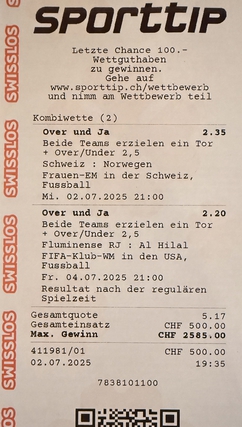 sporttip
Letzte Chance 100.-
Wettguthaben
zu gewinnen.
Gehe auf
www.sporttip.ch/wettbewerb
und nimm am Wettbewerb teil
Kombiwette (2)
Over und Ja 2.35
Beide Teams erzielen ein Tor
+ Over/Under 2,5
Schweiz : Norwegen
Frauen-EM in der Schweiz,
Fussball
Mi. 02.07.2025 21:00
Over und Ja 2.20
Beide Teams erzielen ein Tor
+ Over/Under 2,5
Fluminense RJ : Al Hilal
FIFA-Klub-WM in den USA,
Fussball
Fr. 04.07.2025 21:00
Resultat nach der regulären
Spielzeit
Gesamtquote 5.17
Gesamteinsatz CHF 500.00
Max. Gewinn CHF 2585.00
411981/01 CHF 500.00
02.07.2025 19:35
7838101100
SWISSLOS
SWISSLOS
SWISSLOS
SWISSLOS
SWISSLOS